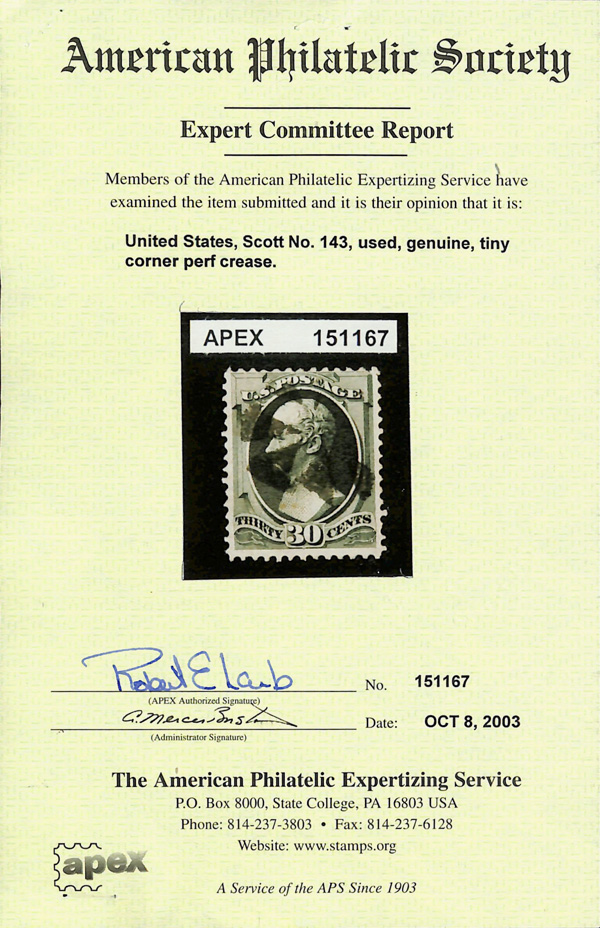 American Philatelic Society
Expert Committee Report
Members of the American Philatelic Expertizing Service have
examined the item submitted and it is their opinion that it is:
United States, Scott No. 143, used, genuine, tiny
corner perf crease.
APEX 151167
U.S. POSTAGE
THIRTY 30 CENTS
Robert E Lamb
No. 151167
(APEX Authorized Signature)
Date: OCT 8, 2003
(Administrator Signature)
The American Philatelic Expertizing Service
P.O. Box 8000, State College, PA 16803 USA
Phone: 814-237-3803 • Fax: 814-237-6128
Website: www.stamps.org
apex
A Service of the APS Since 1903